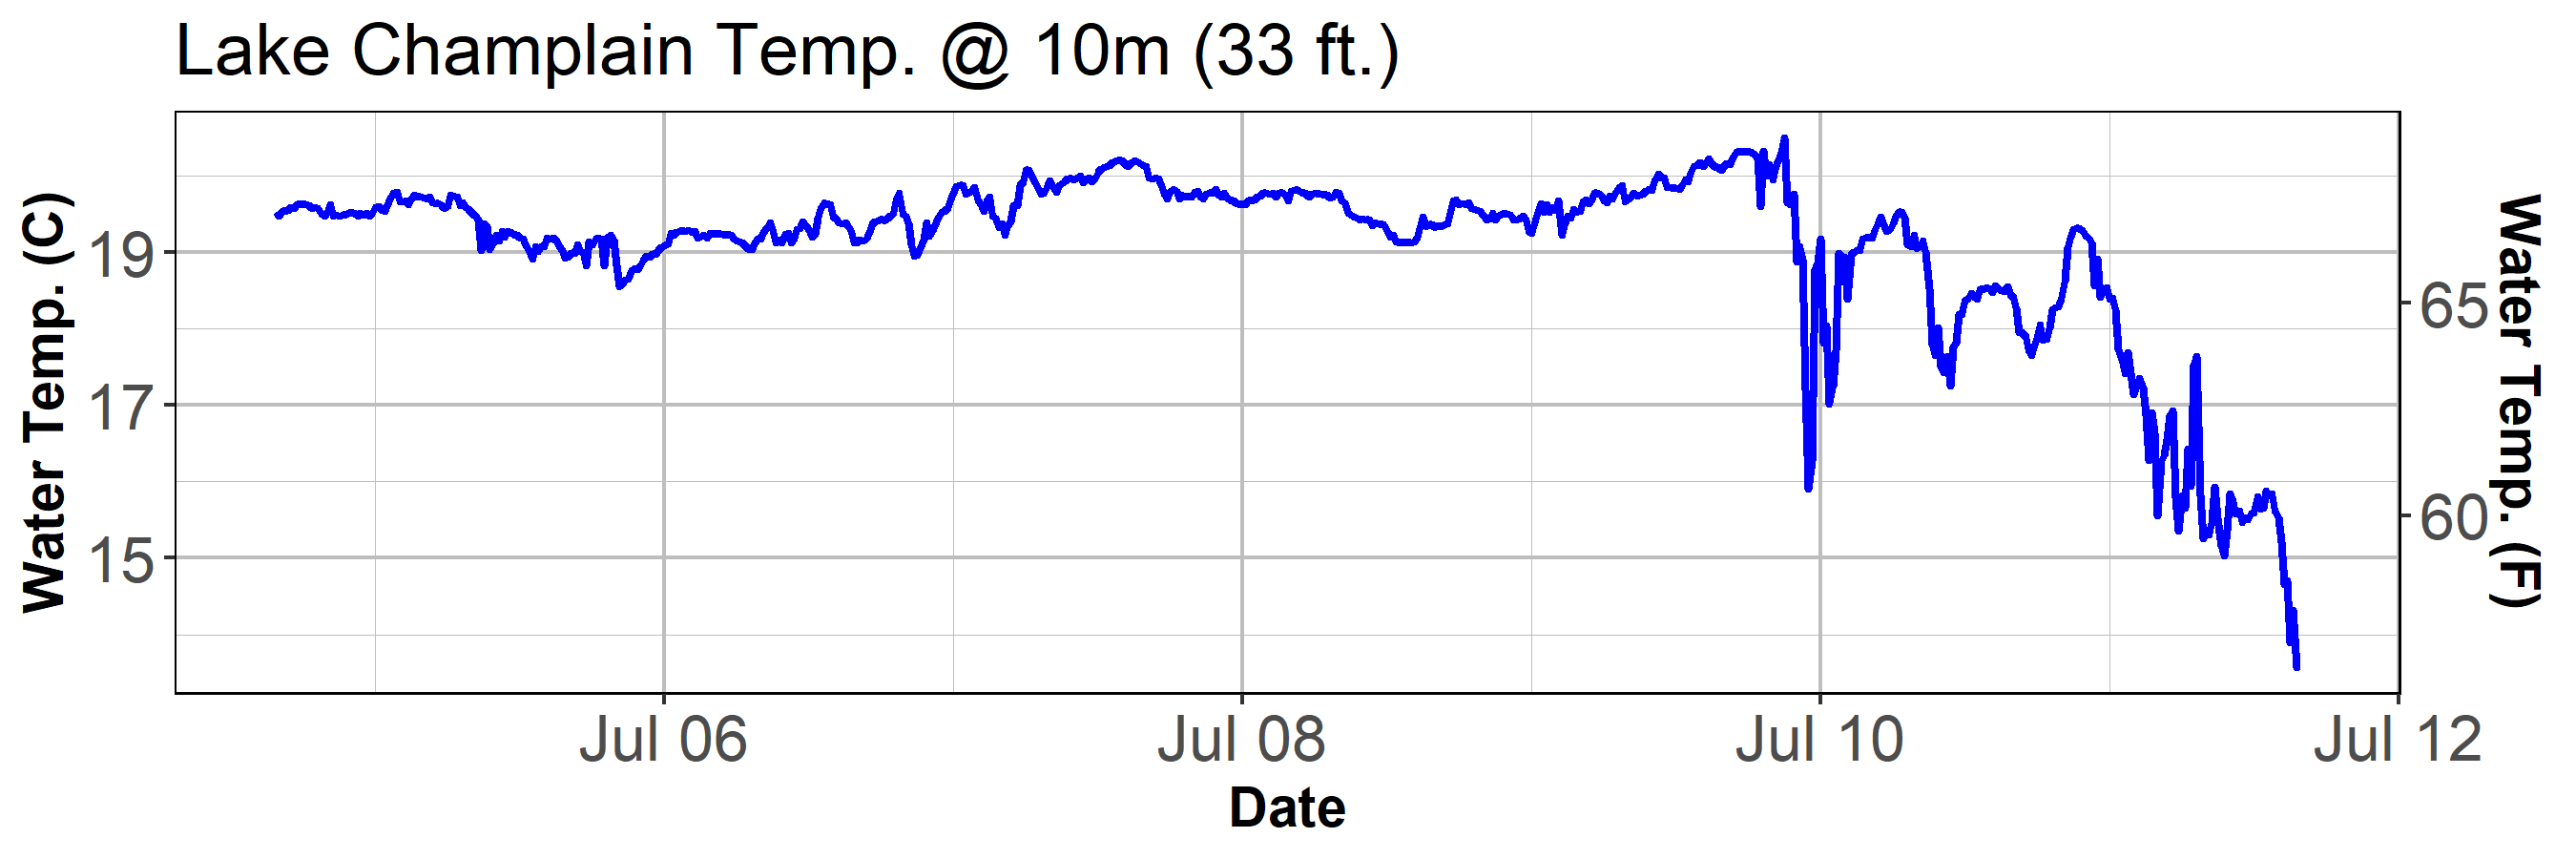 Lake Champlain Temp. @ 10m (33 ft.)
Water Temp. (C)
19
17
15
65
60
Water Temp. (F)
Jul 06
Jul 08
Jul 10
Jul 12
Date